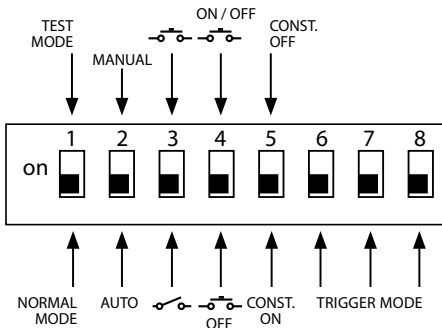 ON / OFF
TEST
MODE
MANUAL
CONST.
OFF
1 2 3 4 5 6 7 8
on
NORMAL
MODE
AUTO
OFF
CONST.
ON
TRIGGER MODE